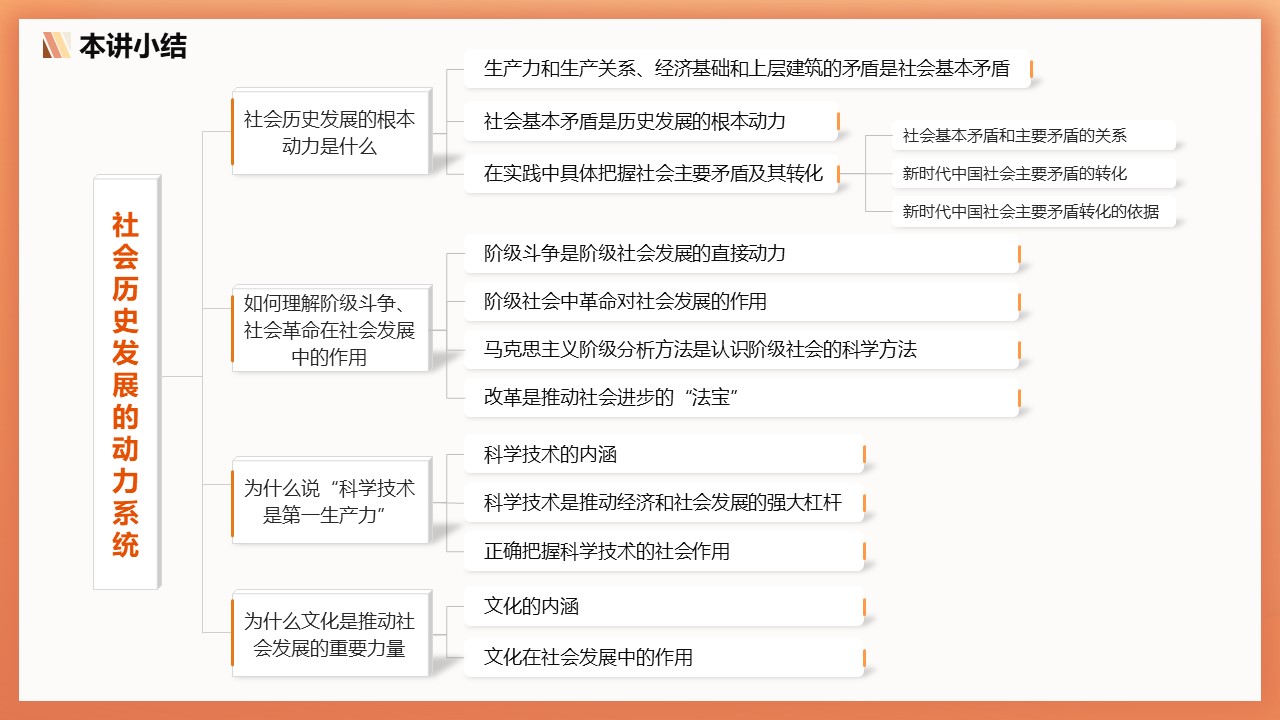 本讲小结
社会历史发展的动力系统
社会历史发展的根本
动力是什么
生产力和生产关系、经济基础和上层建筑的矛盾是社会基本矛盾
社会基本矛盾是历史发展的根本动力
在实践中具体把握社会主要矛盾及其转化
社会基本矛盾和主要矛盾的关系
新时代中国社会主要矛盾的转化
新时代中国社会主要矛盾转化的依据
如何理解阶级斗争、
社会革命在社会发展
中的作用
阶级斗争是阶级社会发展的直接动力
阶级社会中革命对社会发展的作用
马克思主义阶级分析方法是认识阶级社会的科学方法
改革是推动社会进步的“法宝”
为什么说“科学技术
是第一生产力”
科学技术的内涵
科学技术是推动经济和社会发展的强大杠杆
正确把握科学技术的社会作用
为什么文化是推动社
会发展的重要力量
文化的内涵
文化在社会发展中的作用